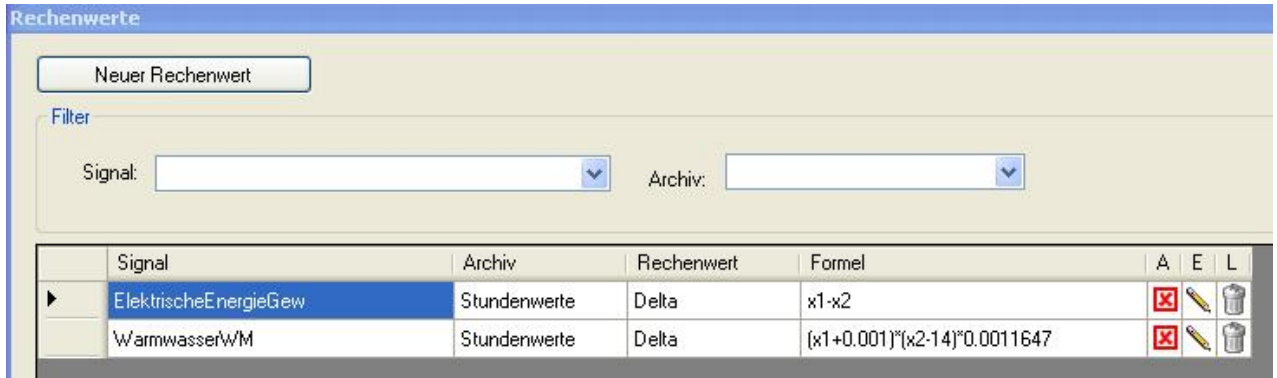 Rechenwerte
Neuer Rechenwert
Filter
Signal: Archiv:
Signal Archiv Rechenwert Formel A E L
ElektrischeEnergieGew Stundenwerte Delta x1-x2
WarmwasserWM Stundenwerte Delta (x1+0.001)*(x2-14)*0.0011647